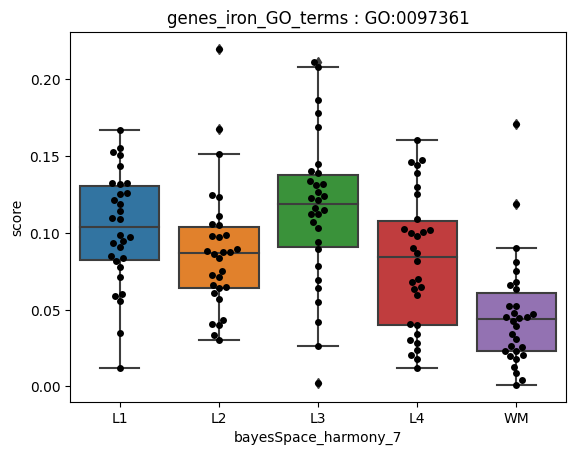 genes_iron_GO_terms : GO:0097361
score
0.20
0.15
0.10
0.05
0.00
L1 L2 L3 L4 WM
bayesSpace_harmony_7